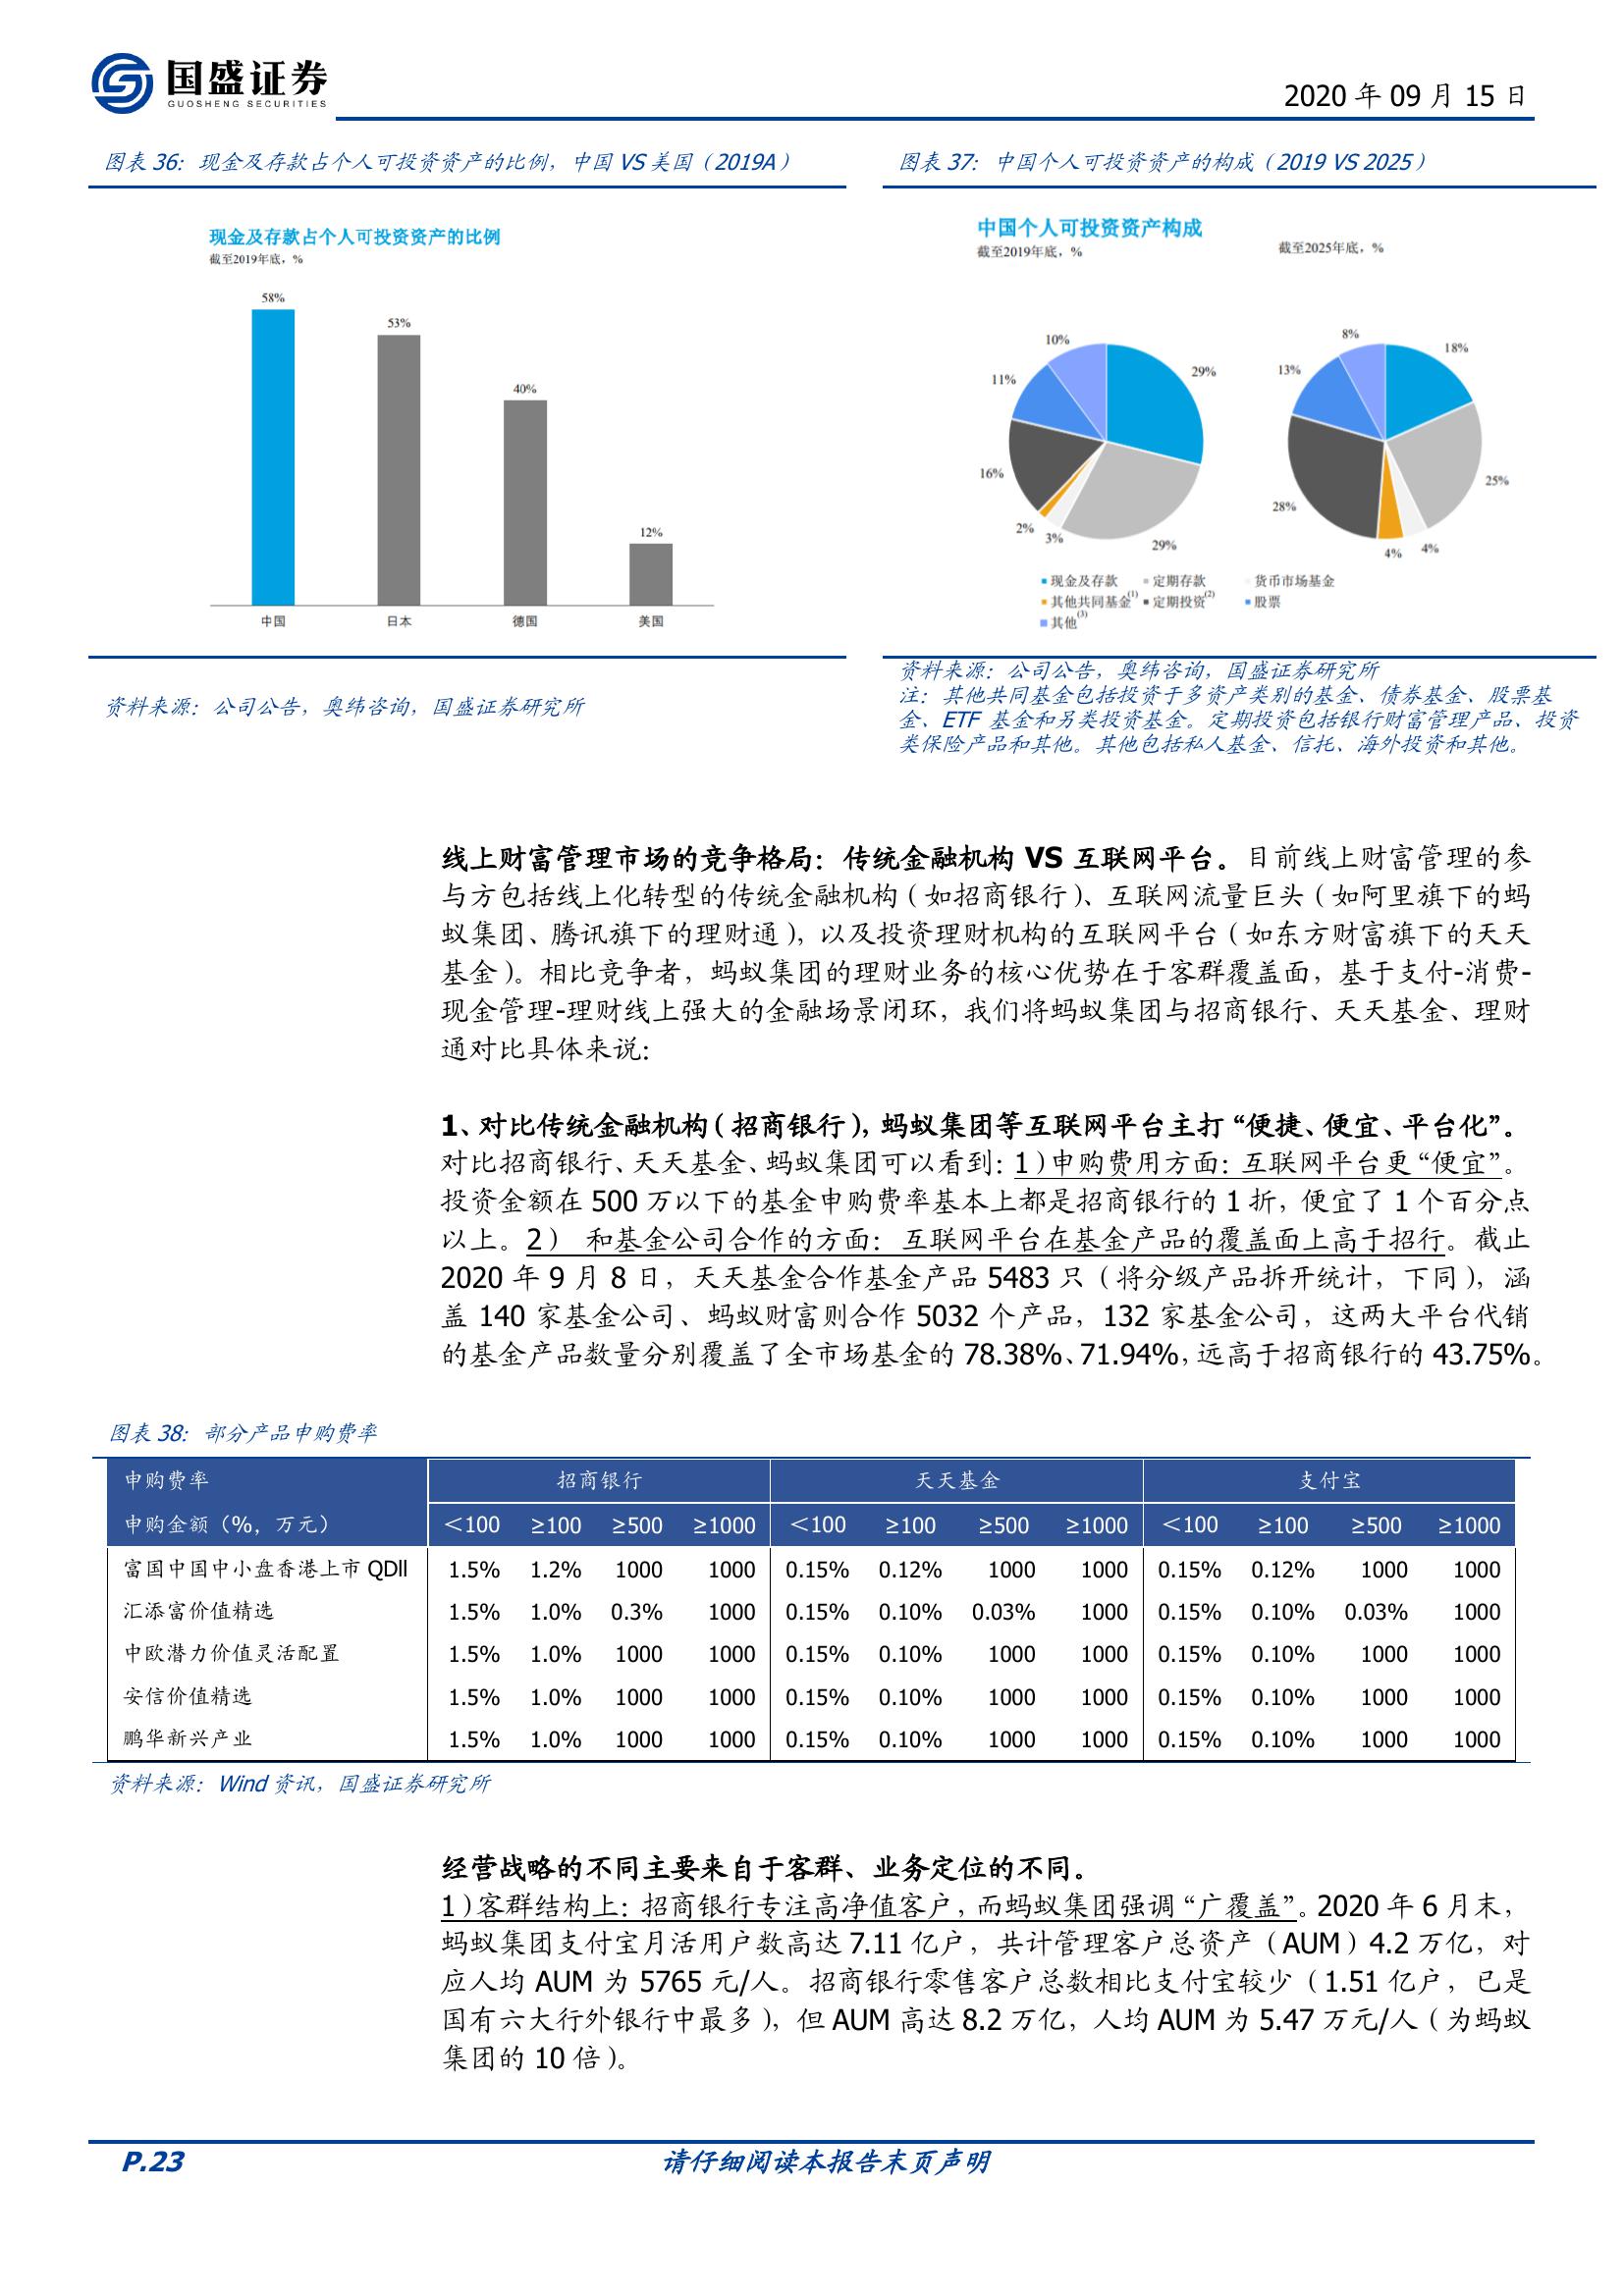 国盛证券
GUOSHENG SECURITIES
2020 年 09 月 15 日
图表 36：现金及存款占个人可投资资产的比例，中国 VS 美国（2019A）
现金及存款占个人可投资资产的比例
截至2019年底，%
58%
53%
40%
12%
中国
日本
德国
美国
资料来源：公司公告，奥纬咨询，国盛证券研究所
图表 37：中国个人可投资资产的构成（2019 VS 2025）
中国个人可投资资产构成
截至2019年底，%
截至2025年底，%
10%
11%
29%
16%
2%
3%
29%
8%
13%
18%
28%
25%
4%
4%
现金及存款 定期存款 货币市场基金
其他共同基金(1) 定期投资(2) 股票
其他(3)
资料来源：公司公告，奥纬咨询，国盛证券研究所
注：其他共同基金包括投资于多资产类别的基金、债券基金、股票基
金、ETF 基金和另类投资基金。定期投资包括银行财富管理产品、投资
类保险产品和其他。其他包括私人基金、信托、海外投资和其他。
线上财富管理市场的竞争格局：传统金融机构 VS 互联网平台。目前线上财富管理的参
与方包括线上化转型的传统金融机构（如招商银行）、互联网流量巨头（如阿里旗下的蚂
蚁集团、腾讯旗下的理财通），以及投资理财机构的互联网平台（如东方财富旗下的天天
基金）。相比竞争者，蚂蚁集团的理财业务的核心优势在于客群覆盖面，基于支付-消费-
现金管理-理财线上强大的金融场景闭环，我们将蚂蚁集团与招商银行、天天基金、理财
通对比具体来说：
1、对比传统金融机构（招商银行），蚂蚁集团等互联网平台主打“便捷、便宜、平台化”。
对比招商银行、天天基金、蚂蚁集团可以看到：1）申购费用方面：互联网平台更“便宜”。
投资金额在 500 万以下的基金申购费率基本上都是招商银行的 1 折，便宜了 1 个百分点
以上。2） 和基金公司合作的方面：互联网平台在基金产品的覆盖面上高于招行。截止
2020 年 9 月 8 日，天天基金合作基金产品 5483 只（将分级产品拆开统计，下同），涵
盖 140 家基金公司、蚂蚁财富则合作 5032 个产品，132 家基金公司，这两大平台代销
的基金产品数量分别覆盖了全市场基金的 78.38%、71.94%，远高于招商银行的 43.75%。
图表 38：部分产品申购费率
申购费率 招商银行 天天基金 支付宝
申购金额（%，万元） ＜100 ≥100 ≥500 ≥1000 ＜100 ≥100 ≥500 ≥1000 ＜100 ≥100 ≥500 ≥1000
富国中国中小盘香港上市 QDll 1.5% 1.2% 1000 1000 0.15% 0.12% 1000 1000 0.15% 0.12% 1000 1000
汇添富价值精选 1.5% 1.0% 0.3% 1000 0.15% 0.10% 0.03% 1000 0.15% 0.10% 0.03% 1000
中欧潜力价值灵活配置 1.5% 1.0% 1000 1000 0.15% 0.10% 1000 1000 0.15% 0.10% 1000 1000
安信价值精选 1.5% 1.0% 1000 1000 0.15% 0.10% 1000 1000 0.15% 0.10% 1000 1000
鹏华新兴产业 1.5% 1.0% 1000 1000 0.15% 0.10% 1000 1000 0.15% 0.10% 1000 1000
资料来源：Wind 资讯，国盛证券研究所
经营战略的不同主要来自于客群、业务定位的不同。
1）客群结构上：招商银行专注高净值客户，而蚂蚁集团强调“广覆盖”。2020 年 6 月末，
蚂蚁集团支付宝月活用户数高达 7.11 亿户，共计管理客户总资产（AUM）4.2 万亿，对
应人均 AUM 为 5765 元/人。招商银行零售客户总数相比支付宝较少（1.51 亿户，已是
国有六大行外银行中最多），但 AUM 高达 8.2 万亿，人均 AUM 为 5.47 万元/人（为蚂蚁
集团的 10 倍）。
P.23
请仔细阅读本报告末页声明